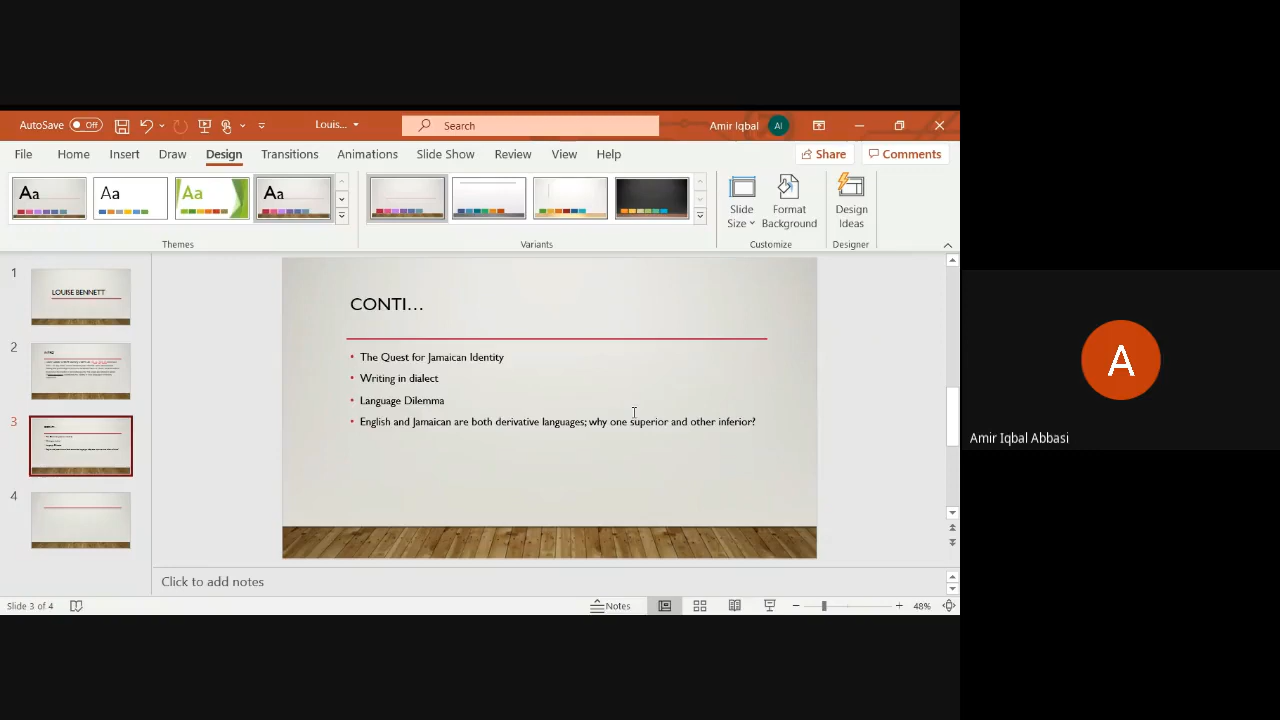 AutoSave Off Louis... Search Amir Iqbal AI
File Home Insert Draw Design Transitions Animations Slide Show Review View Help Share Comments
Aa Aa Aa Aa
Slide Size Format Background Design Ideas
Themes Variants Customize Designer
1
LOUISE BENNETT
2
3
4
CONTI...
• The Quest for Jamaican Identity
• Writing in dialect
• Language Dilemma
• English and Jamaican are both derivative languages; why one superior and other inferior?
Click to add notes
Slide 3 of 4 Notes 48%
A
Amir Iqbal Abbasi